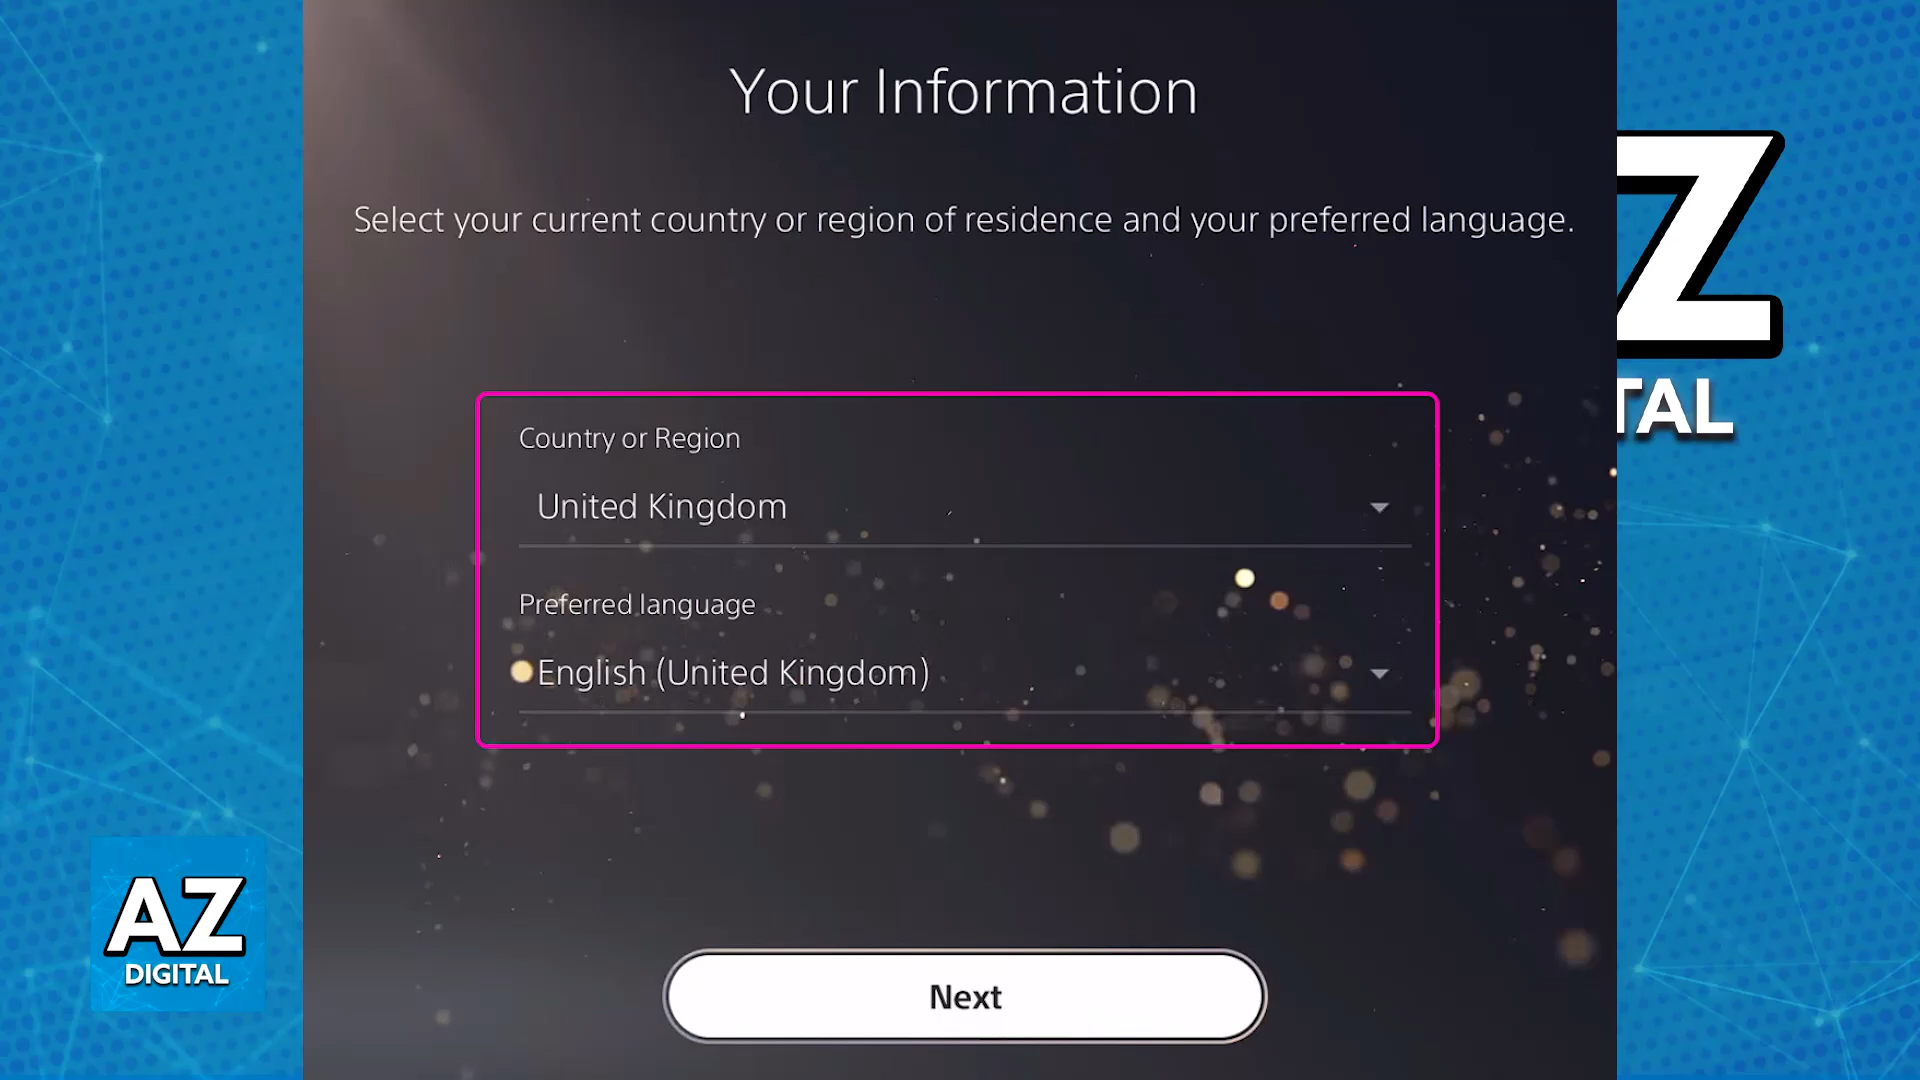 Your Information
Select your current country or region of residence and your preferred language.
Country or Region
United Kingdom
Preferred language
English (United Kingdom)
Next
Z
TAL
AZ
DIGITAL